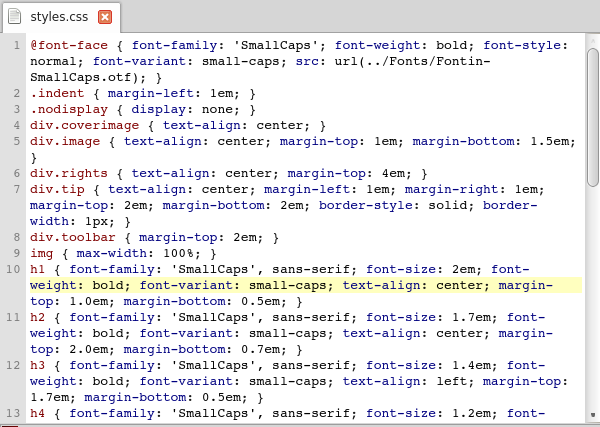 styles.css
1 @font-face { font-family: 'SmallCaps'; font-weight: bold; font-style:
normal; font-variant: small-caps; src: url(../Fonts/Fontin-
SmallCaps.otf); }
2 .indent { margin-left: 1em; }
3 .nodisplay { display: none; }
4 div.coverimage { text-align: center; }
5 div.image { text-align: center; margin-top: 1em; margin-bottom: 1.5em;
}
6 div.rights { text-align: center; margin-top: 4em; }
7 div.tip { text-align: center; margin-left: 1em; margin-right: 1em;
margin-top: 2em; margin-bottom: 2em; border-style: solid; border-
width: 1px; }
8 div.toolbar { margin-top: 2em; }
9 img { max-width: 100%; }
10 h1 { font-family: 'SmallCaps', sans-serif; font-size: 2em; font-
weight: bold; font-variant: small-caps; text-align: center; margin-
top: 1.0em; margin-bottom: 0.5em; }
11 h2 { font-family: 'SmallCaps', sans-serif; font-size: 1.7em; font-
weight: bold; font-variant: small-caps; text-align: center; margin-
top: 2.0em; margin-bottom: 0.7em; }
12 h3 { font-family: 'SmallCaps', sans-serif; font-size: 1.4em; font-
weight: bold; font-variant: small-caps; text-align: left; margin-top:
1.7em; margin-bottom: 0.5em; }
13 h4 { font-family: 'SmallCaps', sans-serif; font-size: 1.2em; font-